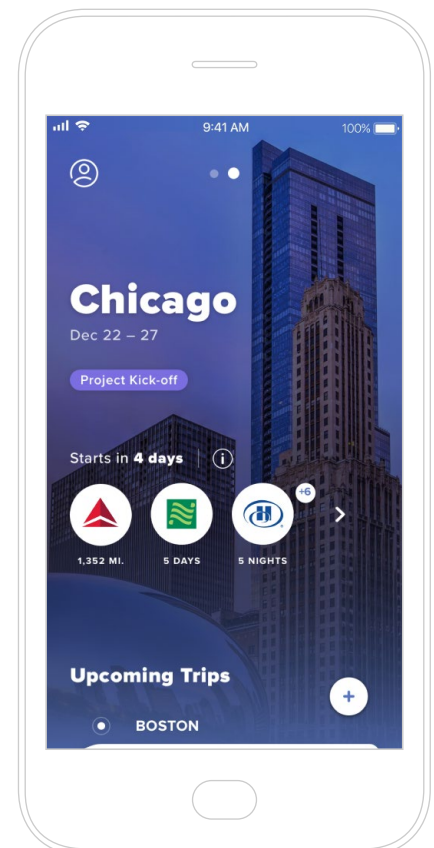 9:41 AM
100%
Chicago
Dec 22 – 27
Project Kick-off
Starts in 4 days
i
+6
H
1,352 MI.
5 DAYS
5 NIGHTS
Upcoming Trips
+
BOSTON